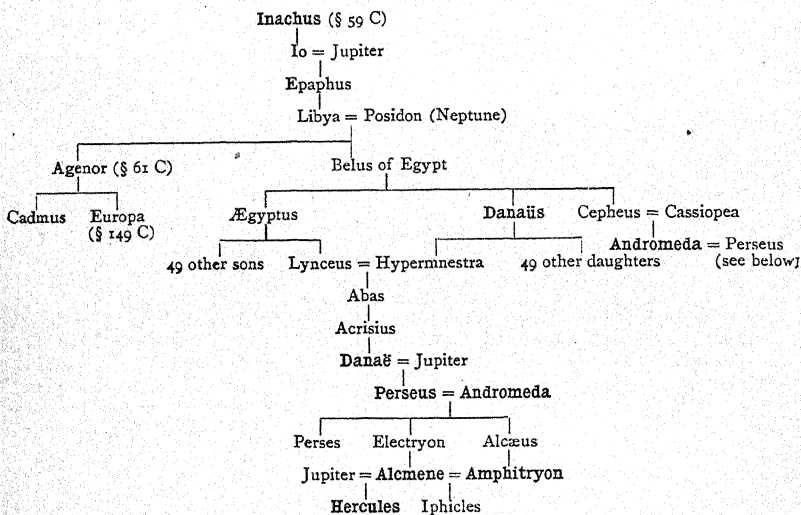 Inachus (§ 59 C)
Io = Jupiter
Epaphus
Libya = Posidon (Neptune)
Agenor (§ 61 C) Belus of Egypt
Cadmus Europa Ægyptus Danaüs Cepheus = Cassiopea
(§ 149 C) Andromeda = Perseus
49 other sons Lynceus = Hypermnestra 49 other daughters (see below]
Abas
Acrisius
Danaë = Jupiter
Perseus = Andromeda
Perses Electryon Alcæus
Jupiter = Alcmene = Amphitryon
Hercules Iphicles